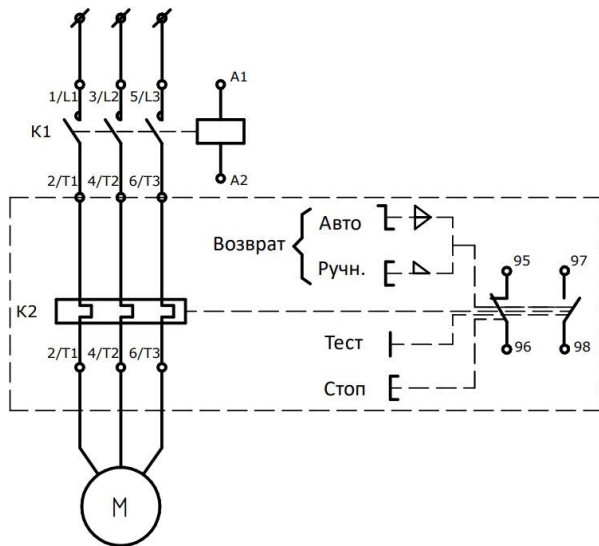 A1
1/L1 3/L2 5/L3
K1
A2
2/T1 4/T2 6/T3
Возврат
Авто
Ручн.
95 97
K2
Тест
96 98
2/T1 4/T2 6/T3
Стоп
M